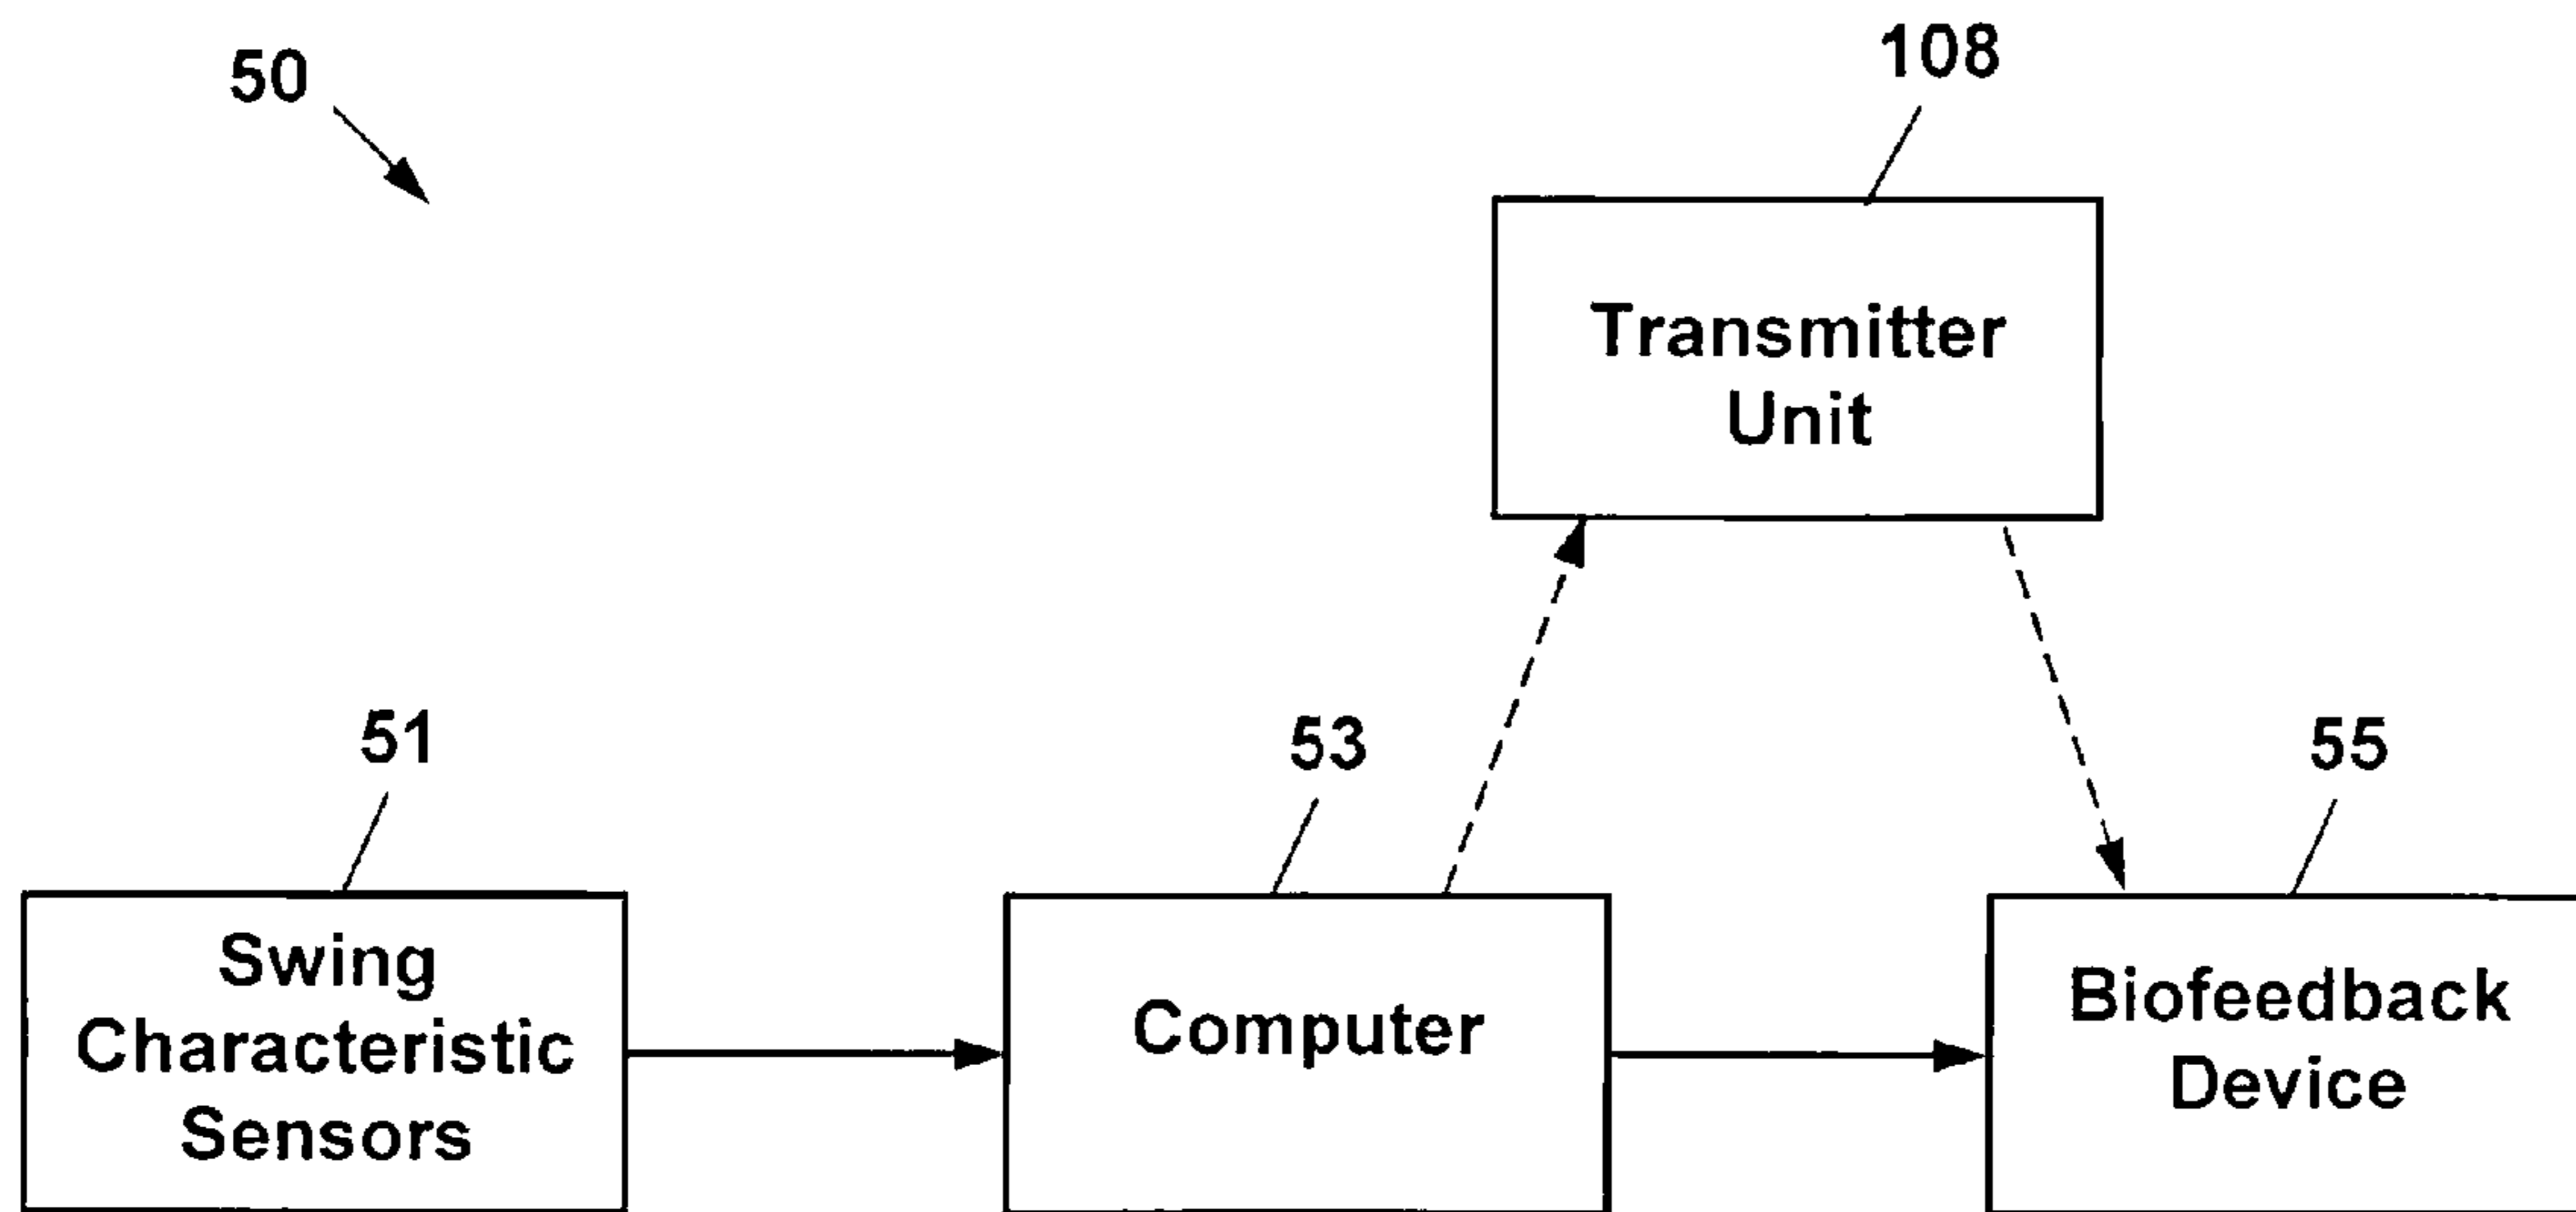 50
108
Transmitter
Unit
51
53
55
Swing
Characteristic
Sensors
Computer
Biofeedback
Device